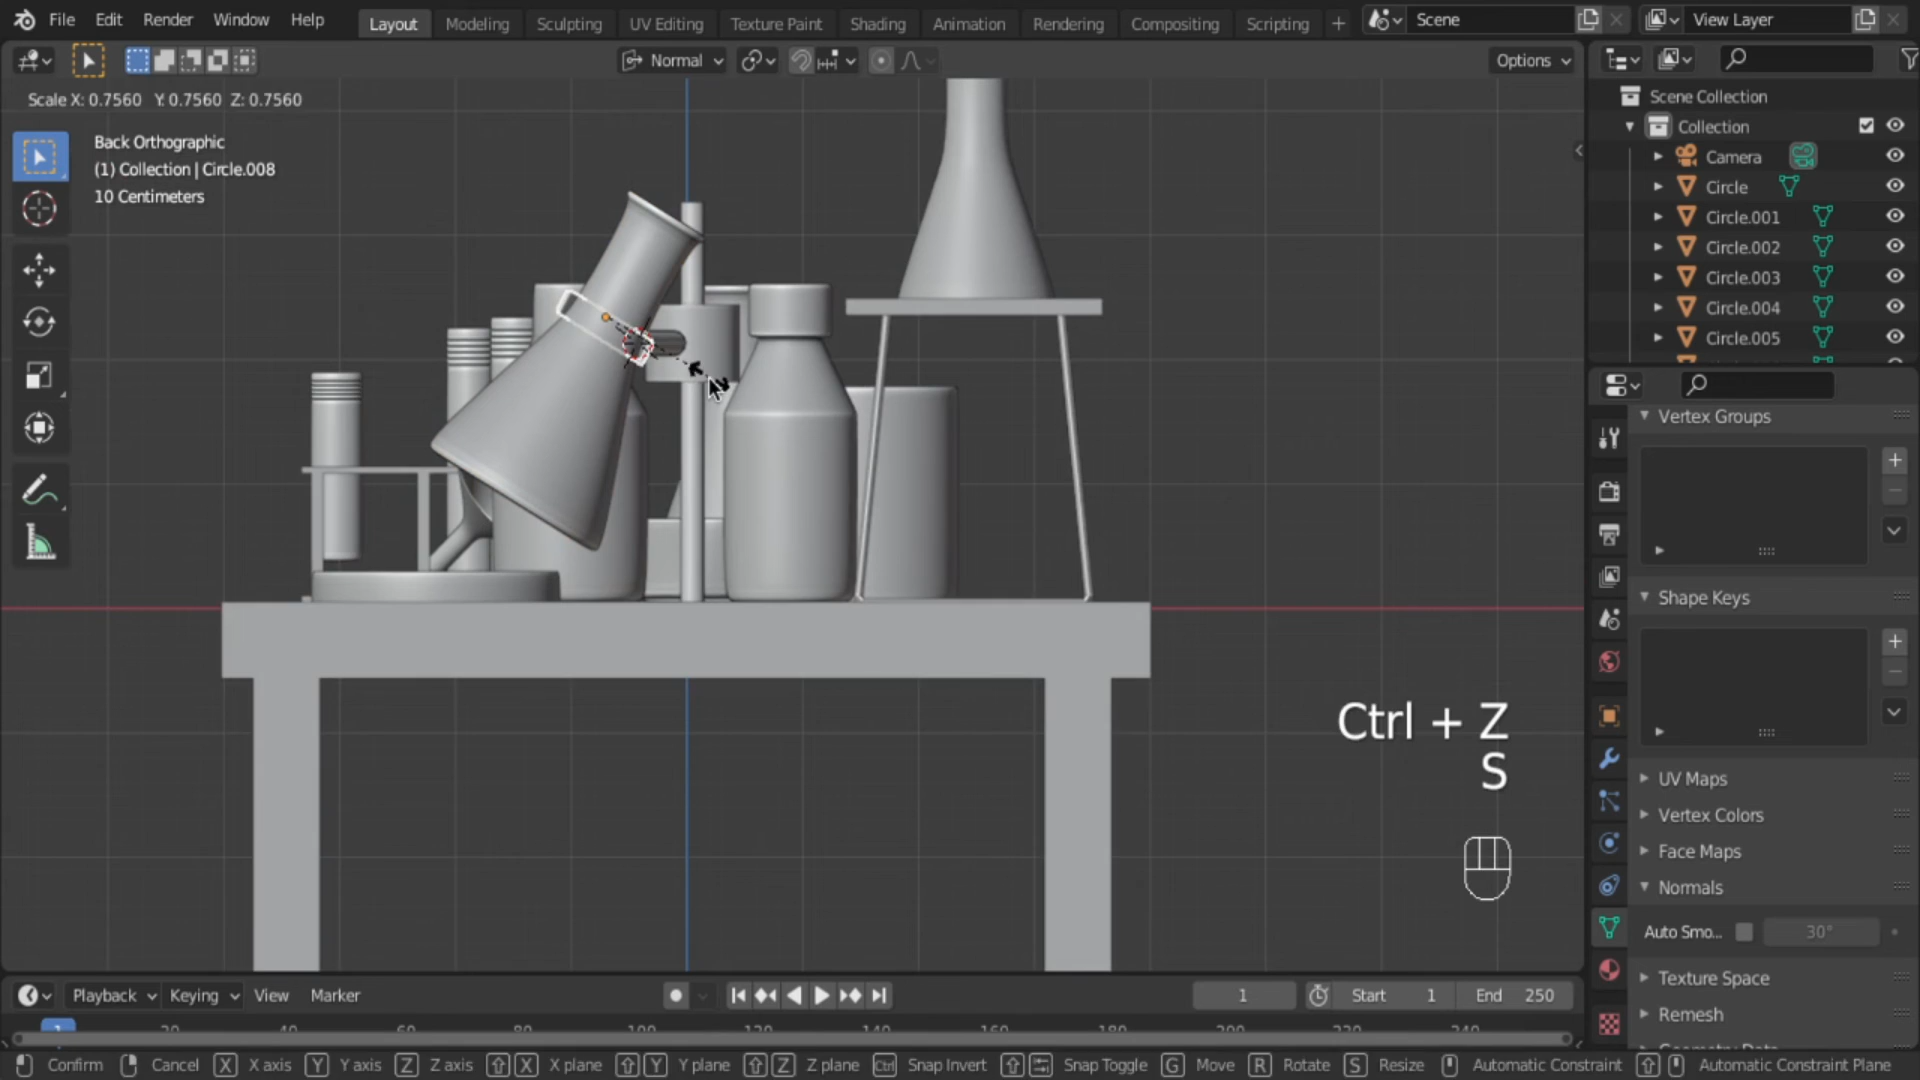 File Edit Render Window Help Layout Modeling Sculpting UV Editing Texture Paint Shading Animation Rendering Compositing Scripting + Scene View Layer
Normal Options
Scale X: 0.7560 Y: 0.7560 Z: 0.7560
Back Orthographic
(1) Collection | Circle.008
10 Centimeters
Scene Collection
Collection
Camera
Circle
Circle.001
Circle.002
Circle.003
Circle.004
Circle.005
Vertex Groups
Shape Keys
UV Maps
Vertex Colors
Face Maps
Normals
Auto Smo... 30°
Texture Space
Remesh
Ctrl + Z
S
Playback Keying View Marker 1 Start 1 End 250
1
Confirm Cancel X X axis Y Y axis Z Z axis X X plane Y Y plane Z Z plane Ctrl Snap Invert Snap Toggle G Move R Rotate S Resize Automatic Constraint Automatic Constraint Plane